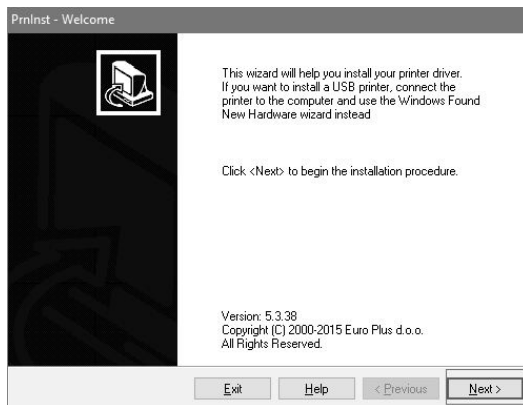 PrnInst - Welcome
This wizard will help you install your printer driver.
If you want to install a USB printer, connect the
printer to the computer and use the Windows Found
New Hardware wizard instead
Click <Next> to begin the installation procedure.
Version: 5.3.38
Copyright (C) 2000-2015 Euro Plus d.o.o.
All Rights Reserved.
Exit Help < Previous Next >